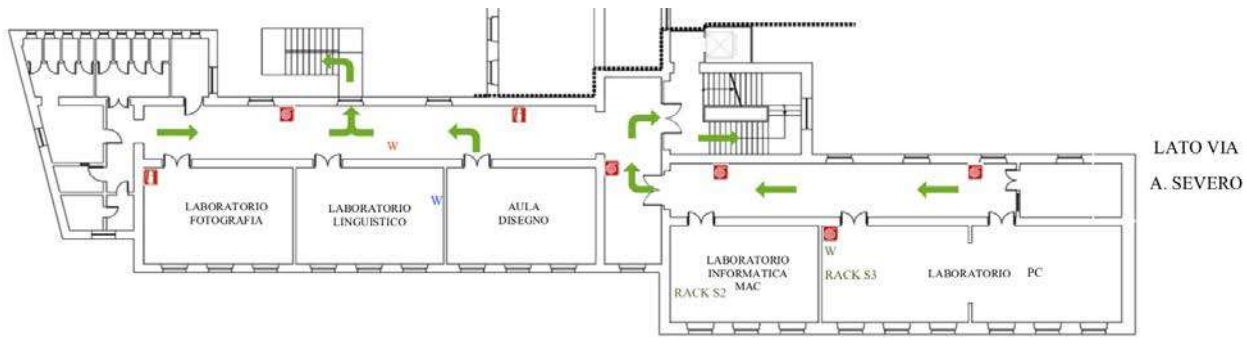 W
LATO VIA
A. SEVERO
LABORATORIO
FOTOGRAFIA
LABORATORIO
LINGUISTICO
W
AULA
DISEGNO
LABORATORIO
INFORMATICA
MAC
RACK S2
W
RACK S3
LABORATORIO PC